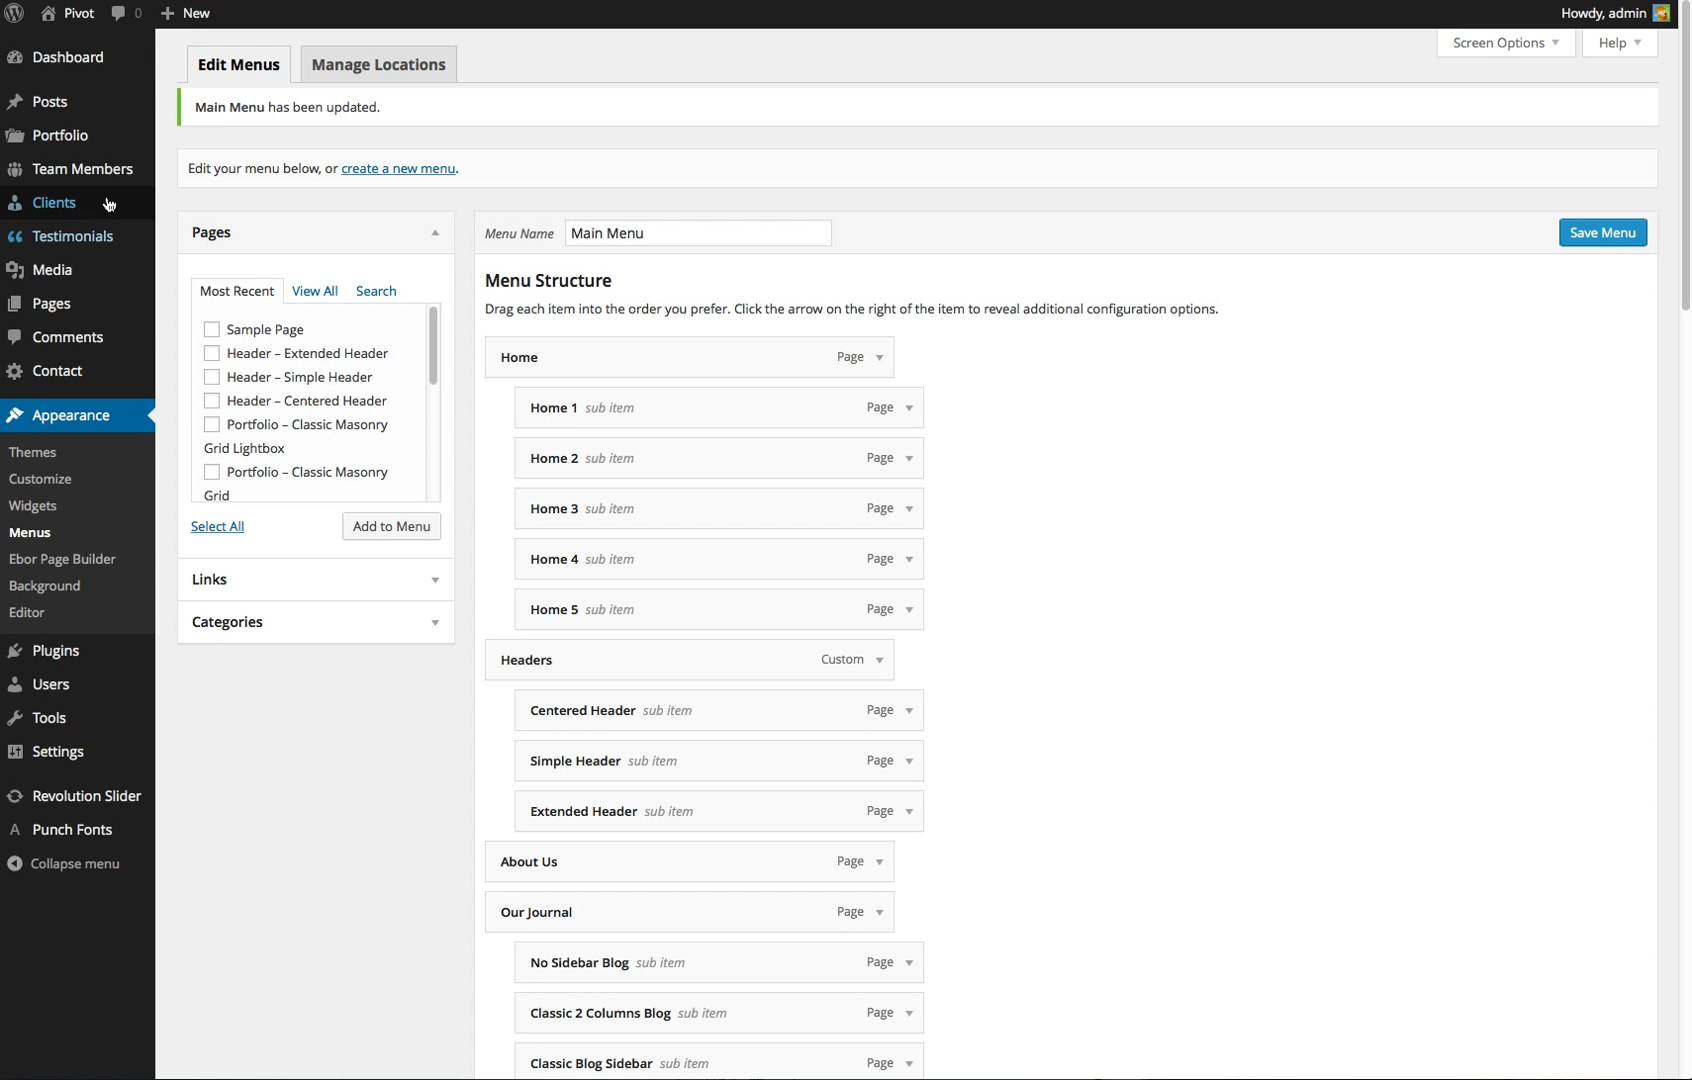 Pivot 0 New Howdy, admin
Screen Options Help
Dashboard
Posts
Portfolio
Team Members
Clients
Testimonials
Media
Pages
Comments
Contact
Appearance
Themes
Customize
Widgets
Menus
Ebor Page Builder
Background
Editor
Plugins
Users
Tools
Settings
Revolution Slider
A Punch Fonts
Collapse menu
Edit Menus Manage Locations
Main Menu has been updated.
Edit your menu below, or create a new menu.
Pages
Most Recent View All Search
Sample Page
Header – Extended Header
Header – Simple Header
Header – Centered Header
Portfolio – Classic Masonry
Grid Lightbox
Portfolio – Classic Masonry
Grid
Select All Add to Menu
Links
Categories
Menu Name Main Menu Save Menu
Menu Structure
Drag each item into the order you prefer. Click the arrow on the right of the item to reveal additional configuration options.
Home Page
Home 1 sub item Page
Home 2 sub item Page
Home 3 sub item Page
Home 4 sub item Page
Home 5 sub item Page
Headers Custom
Centered Header sub item Page
Simple Header sub item Page
Extended Header sub item Page
About Us Page
Our Journal Page
No Sidebar Blog sub item Page
Classic 2 Columns Blog sub item Page
Classic Blog Sidebar sub item Page